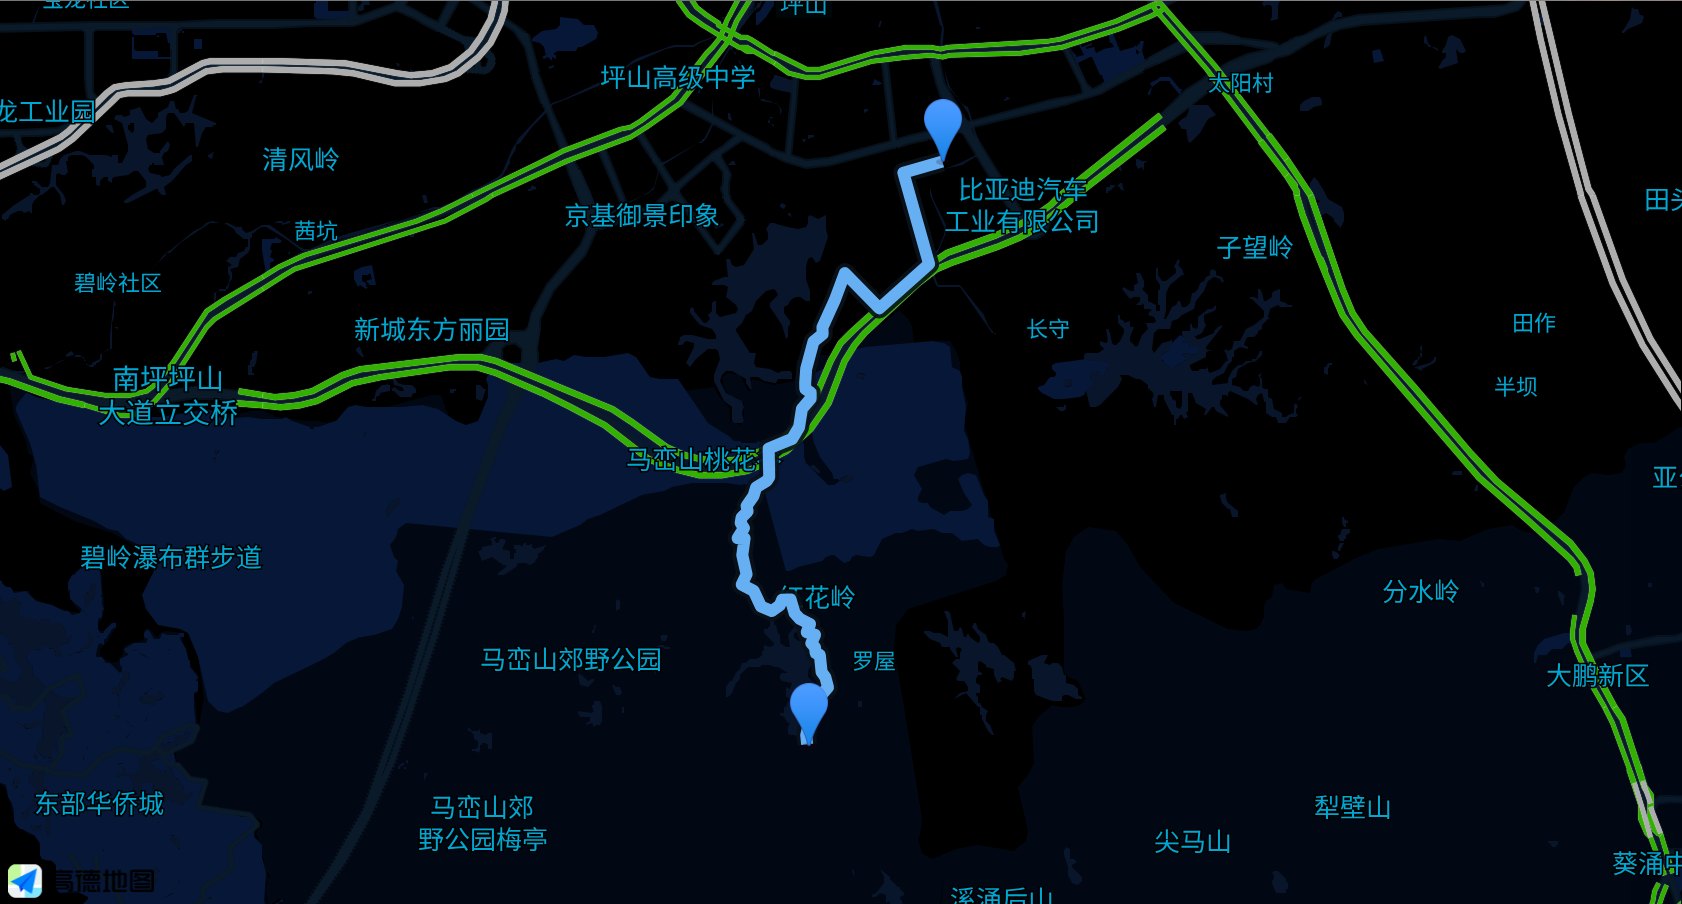 坪山
坪山高级中学
太阳村
龙工业园
清风岭
比亚迪汽车
工业有限公司
京基御景印象
茜坑
子望岭
碧岭社区
新城东方丽园
长守
田作
南坪坪山
大道立交桥
半坝
马峦山桃花
碧岭瀑布群步道
花岭
分水岭
马峦山郊野公园
罗屋
大鹏新区
东部华侨城
马峦山郊
野公园梅亭
犁壁山
尖马山
葵涌中
高德地图
溪涌后山